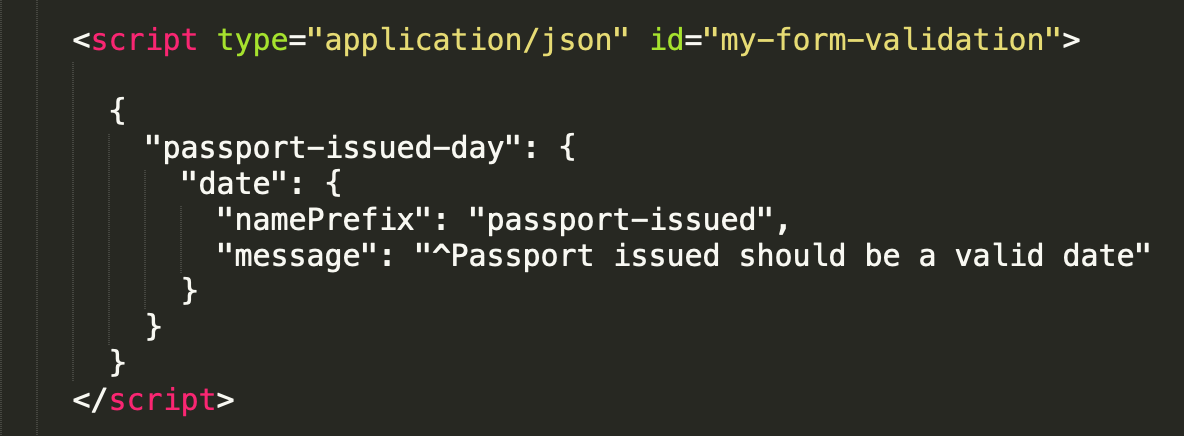 <script type="application/json" id="my-form-validation">
{
"passport-issued-day": {
"date": {
"namePrefix": "passport-issued",
"message": "^Passport issued should be a valid date"
}
}
}
</script>